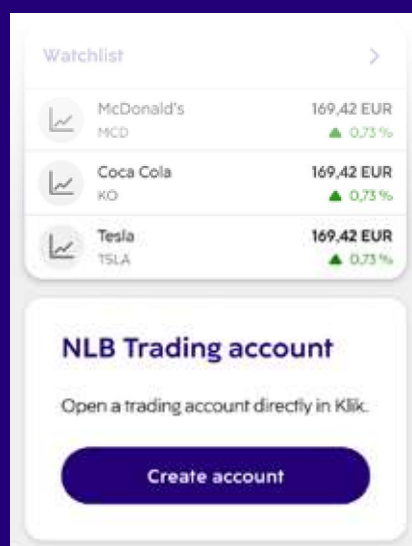 Watchlist
McDonald's 169,42 EUR
MCD ▲ 0,73 %
Coca Cola 169,42 EUR
KO ▲ 0,73 %
Tesla 169,42 EUR
TSLA ▲ 0,73 %
NLB Trading account
Open a trading account directly in Klik.
Create account